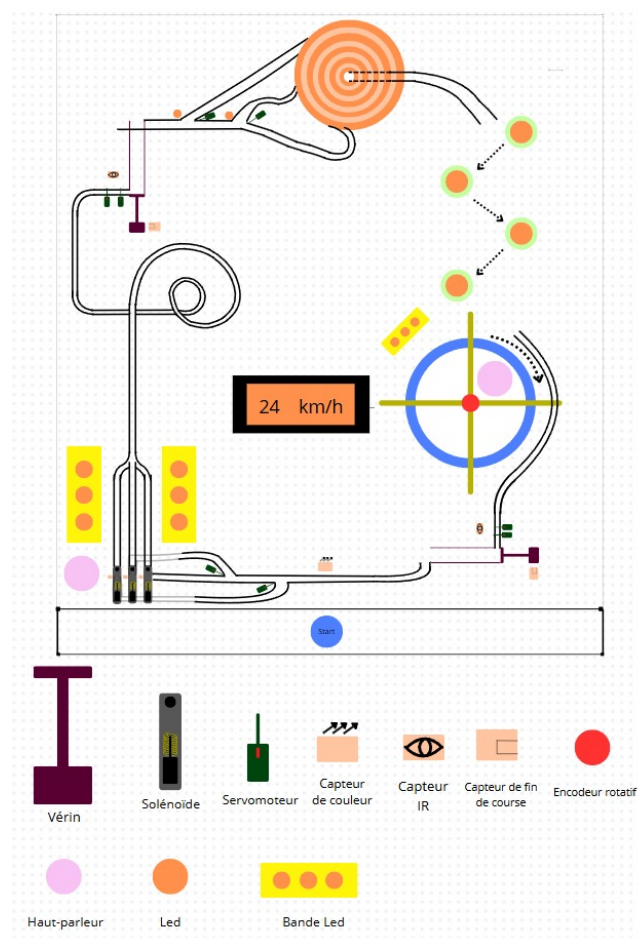 24 km/h
Start
Vérin
Solénoïde
Servomoteur
Capteur
de couleur
Capteur
IR
Capteur de fin
de course
Encodeur rotatif
Haut-parleur
Led
Bande Led